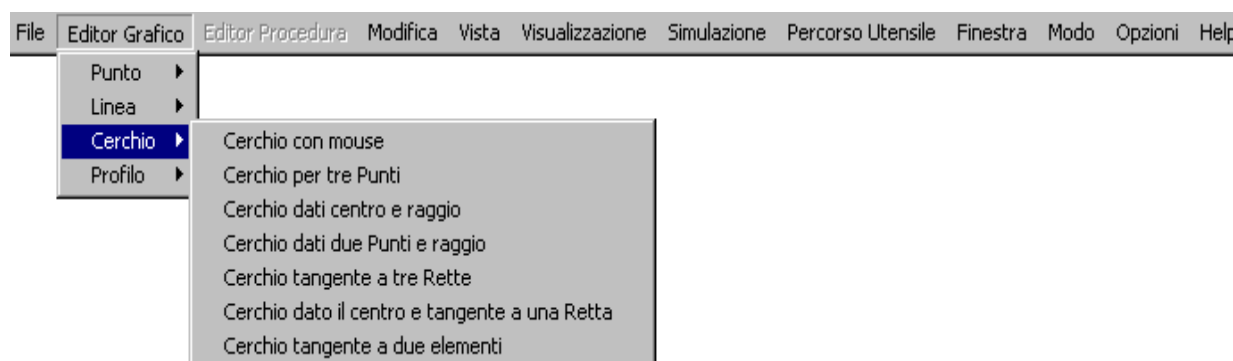 File Editor Grafico Editor Procedura Modifica Vista Visualizzazione Simulazione Percorso Utensile Finestra Modo Opzioni Help
Punto
Linea
Cerchio
Profilo
Cerchio con mouse
Cerchio per tre Punti
Cerchio dati centro e raggio
Cerchio dati due Punti e raggio
Cerchio tangente a tre Rette
Cerchio dato il centro e tangente a una Retta
Cerchio tangente a due elementi